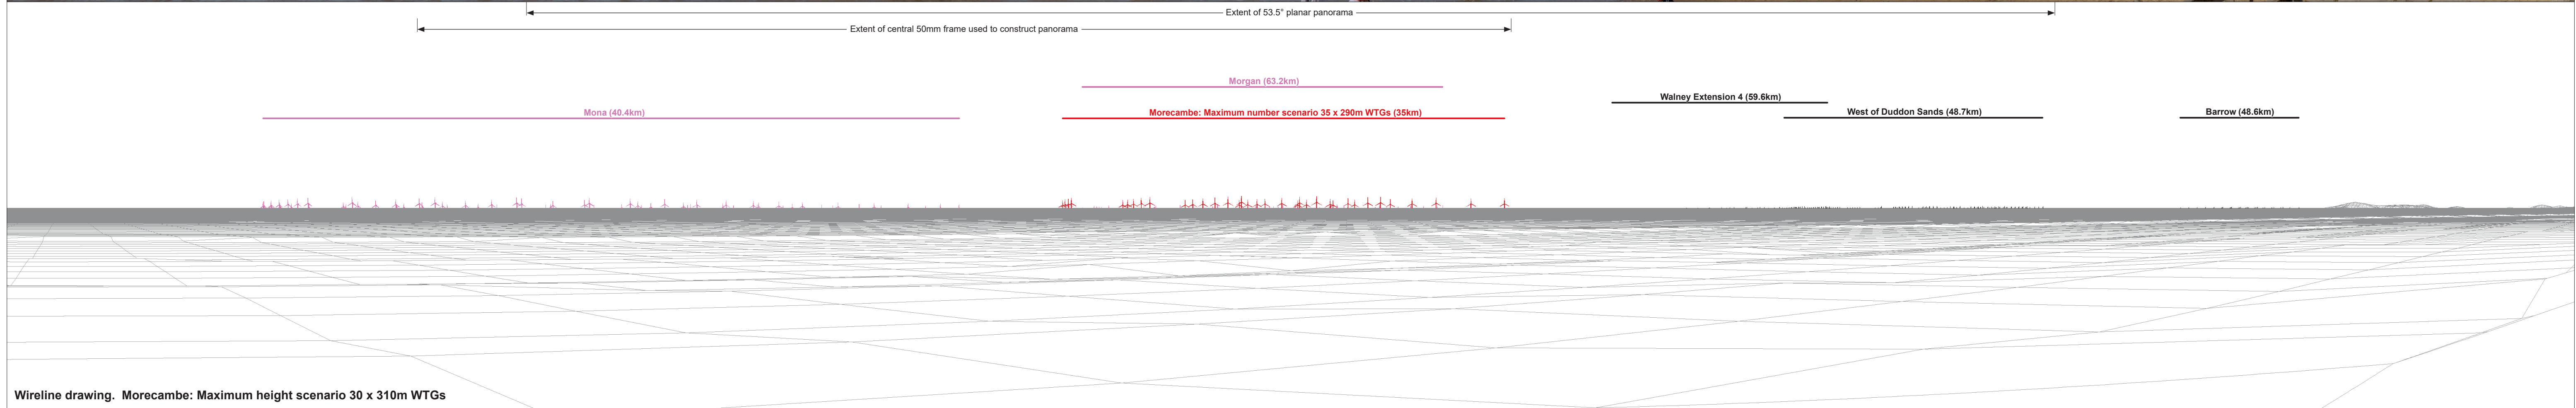 Extent of 53.5° planar panorama
Extent of central 50mm frame used to construct panorama
Morgan (63.2km)
Walney Extension 4 (59.6km)
Mona (40.4km)
Morecambe: Maximum number scenario 35 x 290m WTGs (35km)
West of Duddon Sands (48.7km)
Barrow (48.6km)
Wireline drawing. Morecambe: Maximum height scenario 30 x 310m WTGs